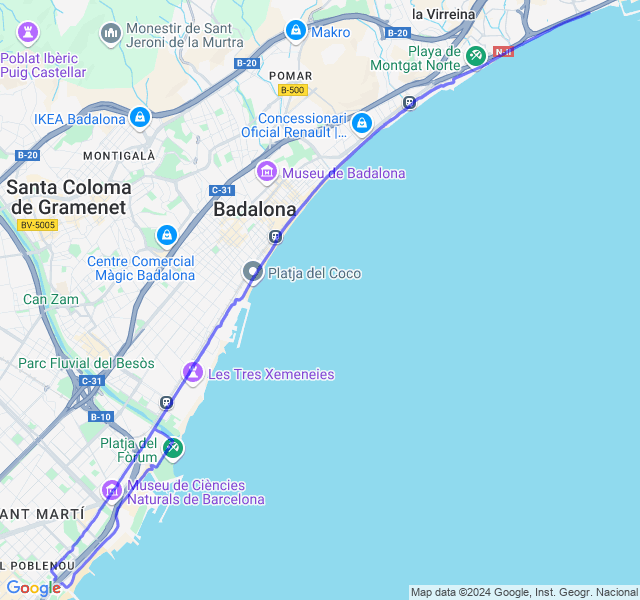 la Virreina
Monestir de Sant
Jeroni de la Murtra
Makro
B-20
Playa de
Montgat Norte
N-II
Poblat Ibèric
Puig Castellar
B-20
POMAR
B-500
IKEA Badalona
Concessionari
Oficial Renault |...
B-20
MONTIGALÀ
Museu de Badalona
Santa Coloma
de Gramenet
C-31
Badalona
BV-5005
Centre Comercial
Màgic Badalona
Platja del Coco
Can Zam
Parc Fluvial del Besòs
Les Tres Xemeneies
C-31
B-10
Platja del
Fòrum
Museu de Ciències
Naturals de Barcelona
ANT MARTÍ
L POBLENOU
Google
Map data ©2024 Google, Inst. Geogr. Nacional